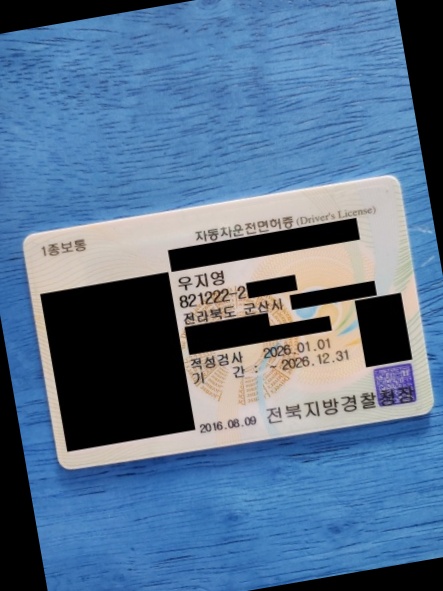 1종보통
자동차운전면허증 (Driver's License)
우지영
821222-2
전라북도 군산시
적성검사 2026.01.01
기 간 : ~ 2026.12.31
2016.08.09 전북지방경찰청장